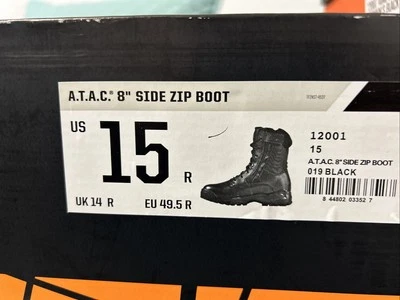 A.T.A.C.® 8" SIDE ZIP BOOT
US 15 R
UK 14 R EU 49.5 R
12001
15
A.T.A.C. 8" SIDE ZIP BOOT
019 BLACK
8 44802 03352 7